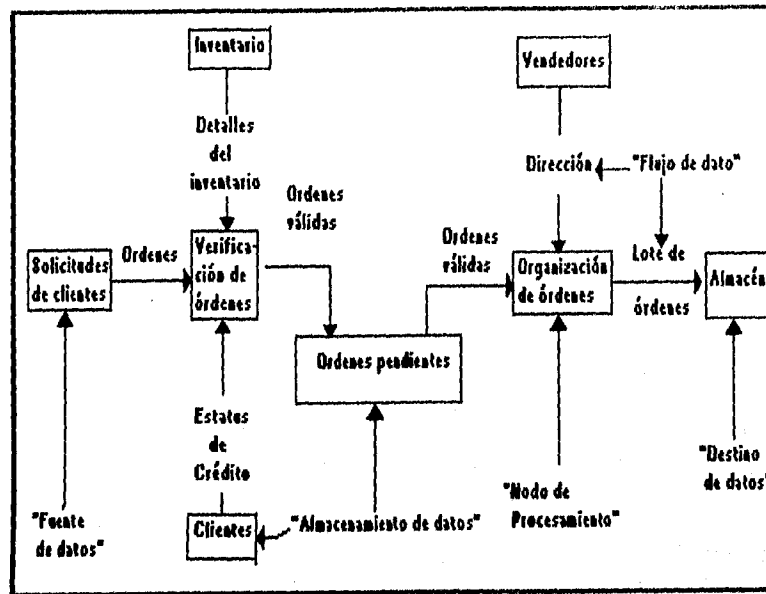 Inventario
Vendedores
Detalles
del
inventario
Dirección
"Flujo de dato"
Ordenes
válidas
Ordenes
válidas
Solicitudes
de clientes
Ordenes
Verifica-
ción de
órdenes
Organización
de órdenes
Lote de
órdenes
Almacén
Ordenes pendientes
Estatus
de
Crédito
"Fuente
de datos"
Clientes
"Almacenamiento de datos"
"Nodo de
Procesamiento"
"Destino
de datos"